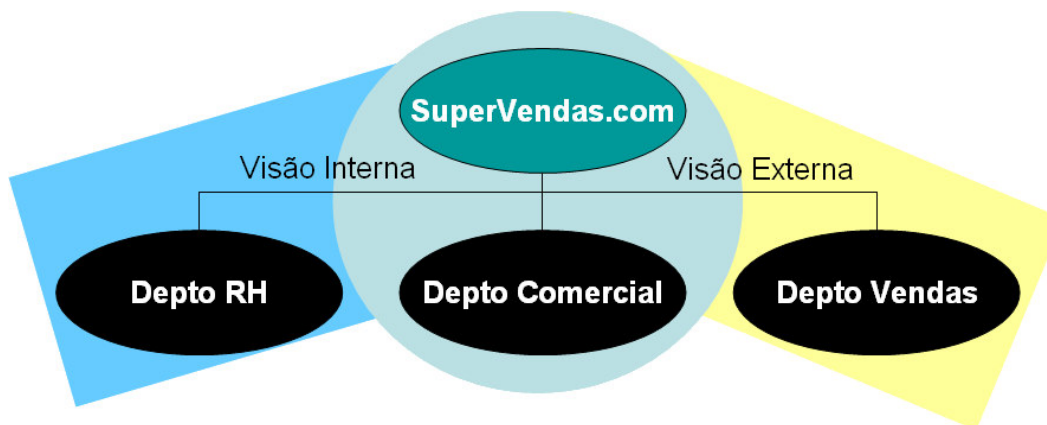 SuperVendas.com
Visão Interna
Visão Externa
Depto RH
Depto Comercial
Depto Vendas